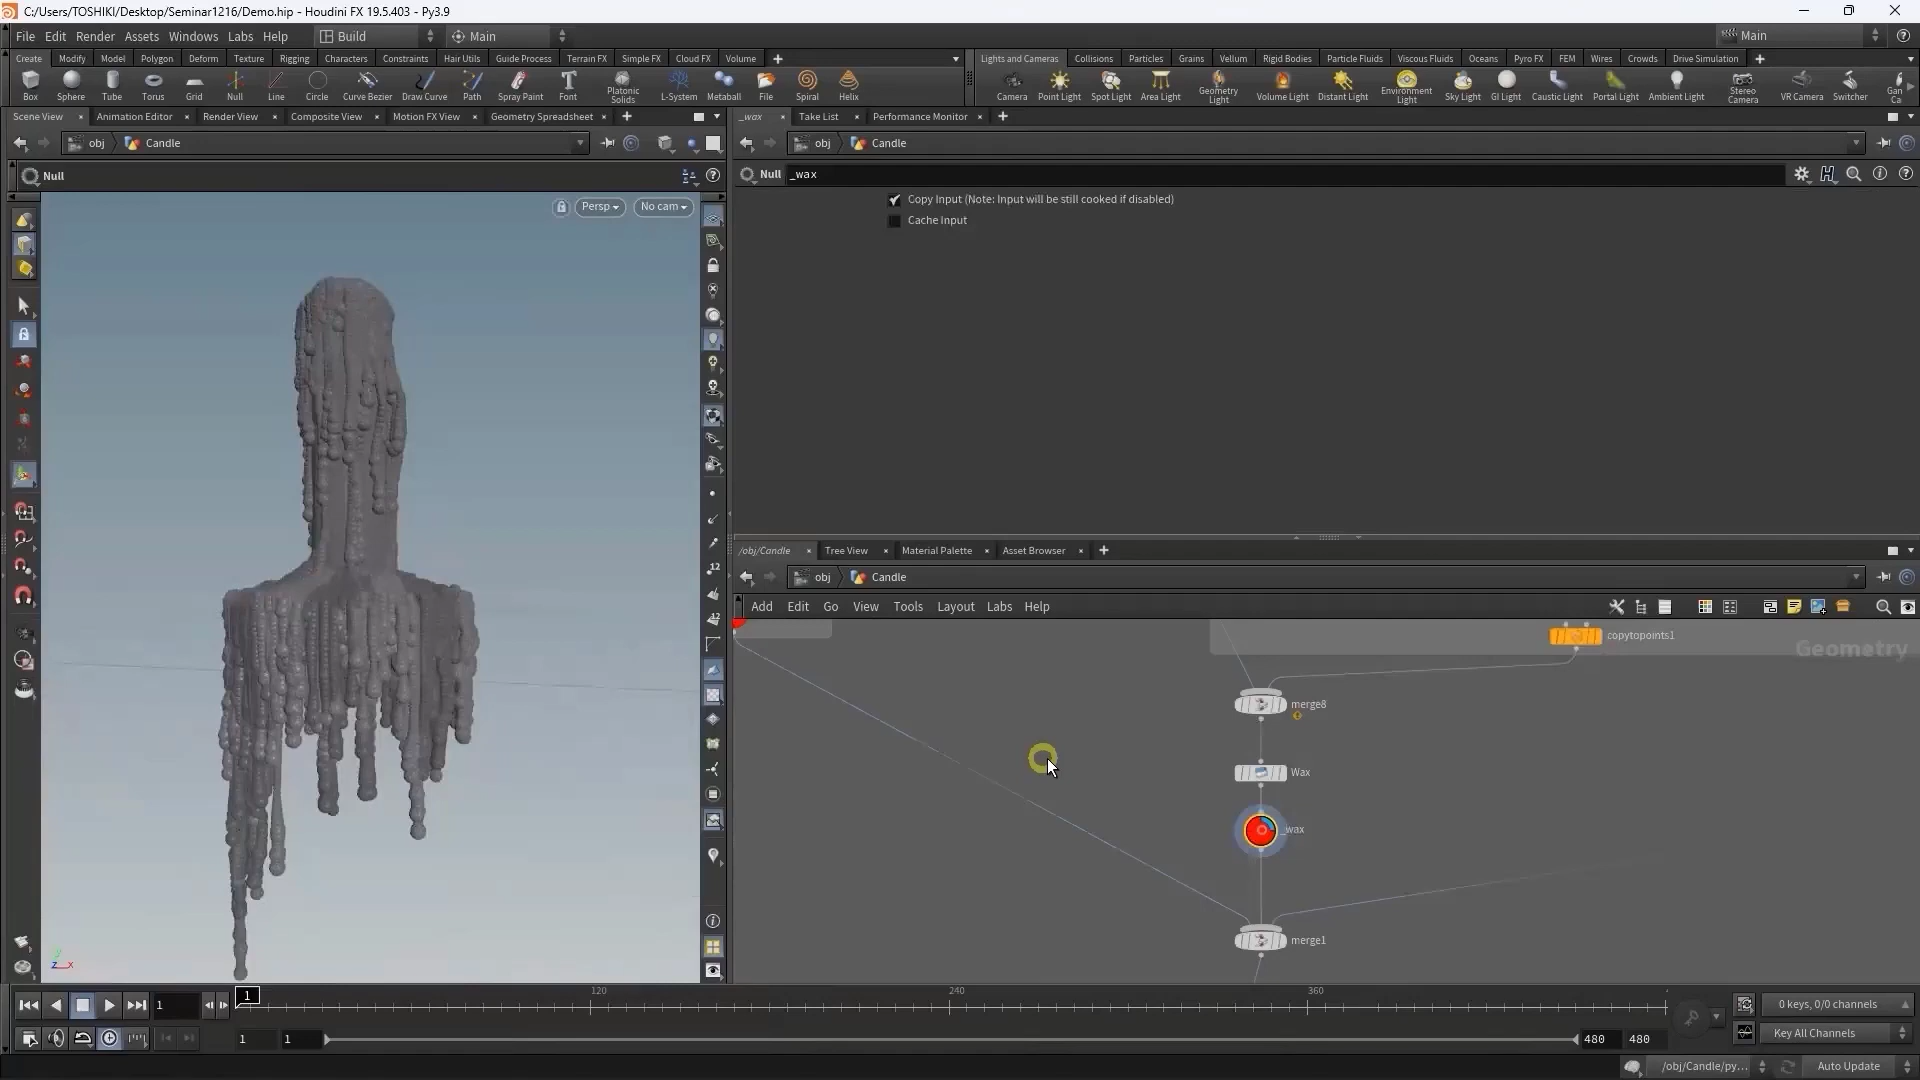 C:/Users/TOSHIKI/Desktop/Seminar1216/Demo.hip - Houdini FX 19.5.403 - Py3.9
File Edit Render Assets Windows Labs Help Build Main Main
Create Modify Model Polygon Deform Texture Rigging Characters Constraints Hair Utils Guide Process Terrain FX Simple FX Cloud FX Volume
Lights and Cameras Collisions Particles Grains Vellum Rigid Bodies Particle Fluids Viscous Fluids Oceans Pyro FX FEM Wires Crowds Drive Simulation
Box Sphere Tube Torus Grid Null Line Circle Curve Bezier Draw Curve Path Spray Paint Font Platonic Solids L-System Metaball File Spiral Helix
Camera Point Light Spot Light Area Light Geometry Light Volume Light Distant Light Environment Light Sky Light GI Light Caustic Light Portal Light Ambient Light Stereo Camera VR Camera Switcher Gan Ca
Scene View Animation Editor Render View Composite View Motion FX View Geometry Spreadsheet
_wax Take List Performance Monitor
obj Candle
obj Candle
Null
Null _wax
Copy Input (Note: Input will be still cooked if disabled)
Cache Input
Persp No cam
/obj/Candle Tree View Material Palette Asset Browser
obj Candle
Add Edit Go View Tools Layout Labs Help
copytopoints1
Geometry
merge8
Wax
_wax
merge1
12
12
z x
1 1 120 240 360
0 keys, 0/0 channels
1 1 480 480
Key All Channels
/obj/Candle/py... Auto Update